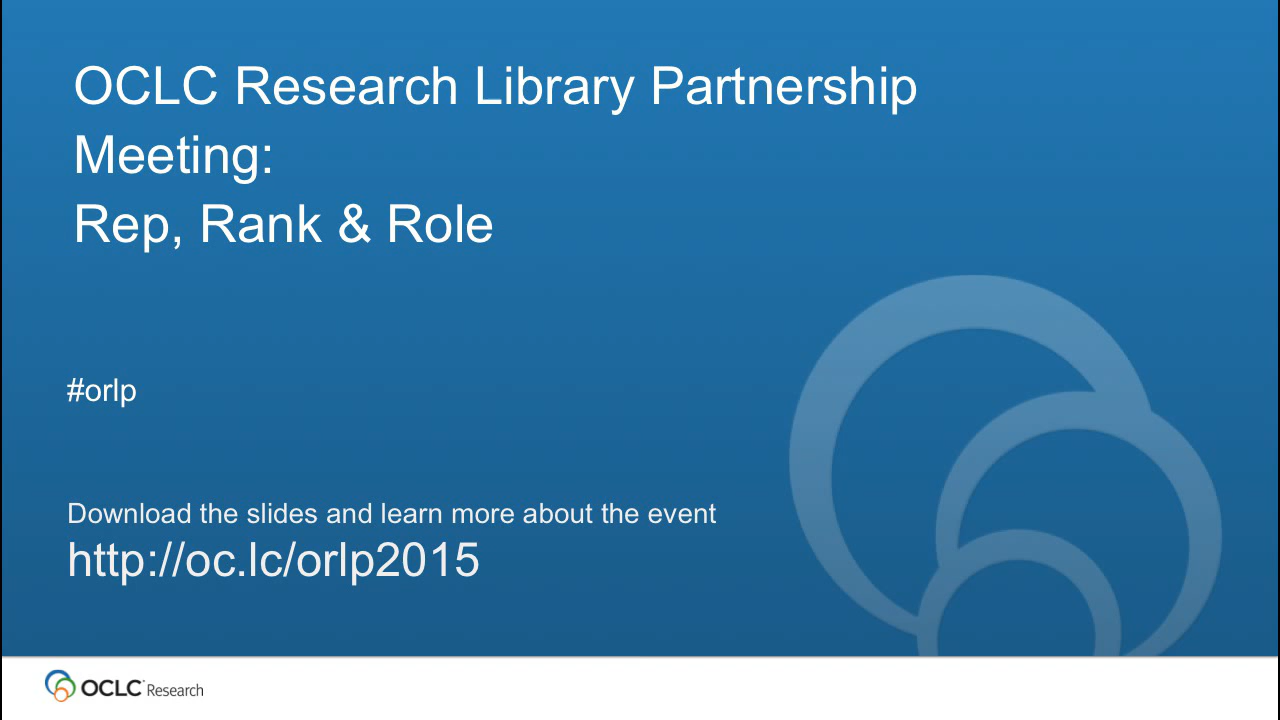 OCLC Research Library Partnership
Meeting:
Rep, Rank & Role
#orlp
Download the slides and learn more about the event
http://oc.lc/orlp2015
OCLC Research